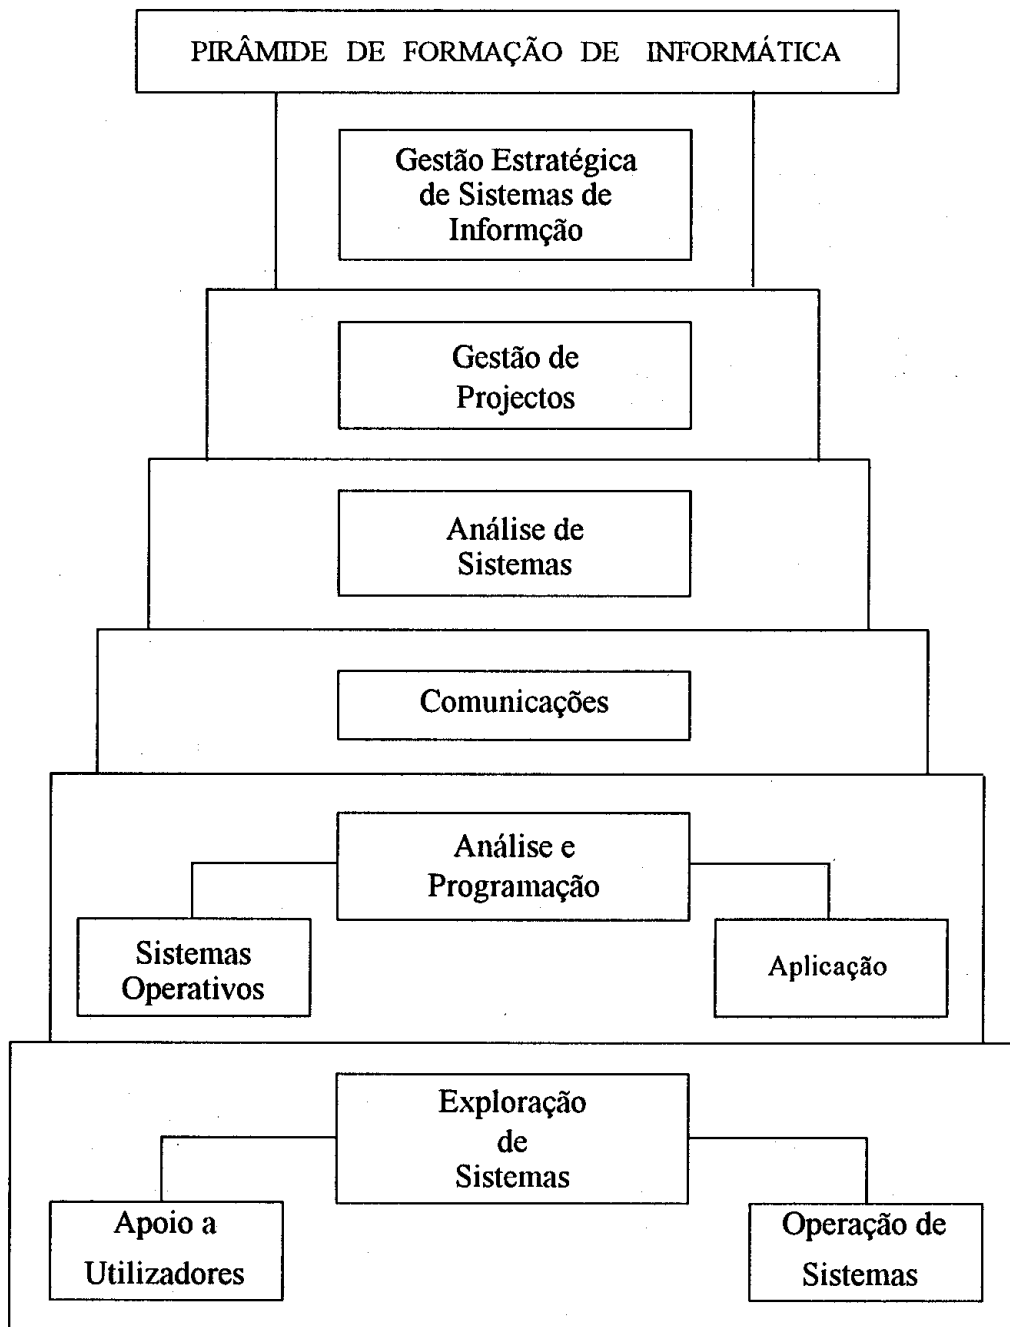 PIRÂMIDE DE FORMAÇÃO DE INFORMÁTICA
Gestão Estratégica
de Sistemas de
Informção
Gestão de
Projectos
Análise de
Sistemas
Comunicações
Análise e
Programação
Sistemas
Operativos
Aplicação
Exploração
de
Sistemas
Apoio a
Utilizadores
Operação de
Sistemas